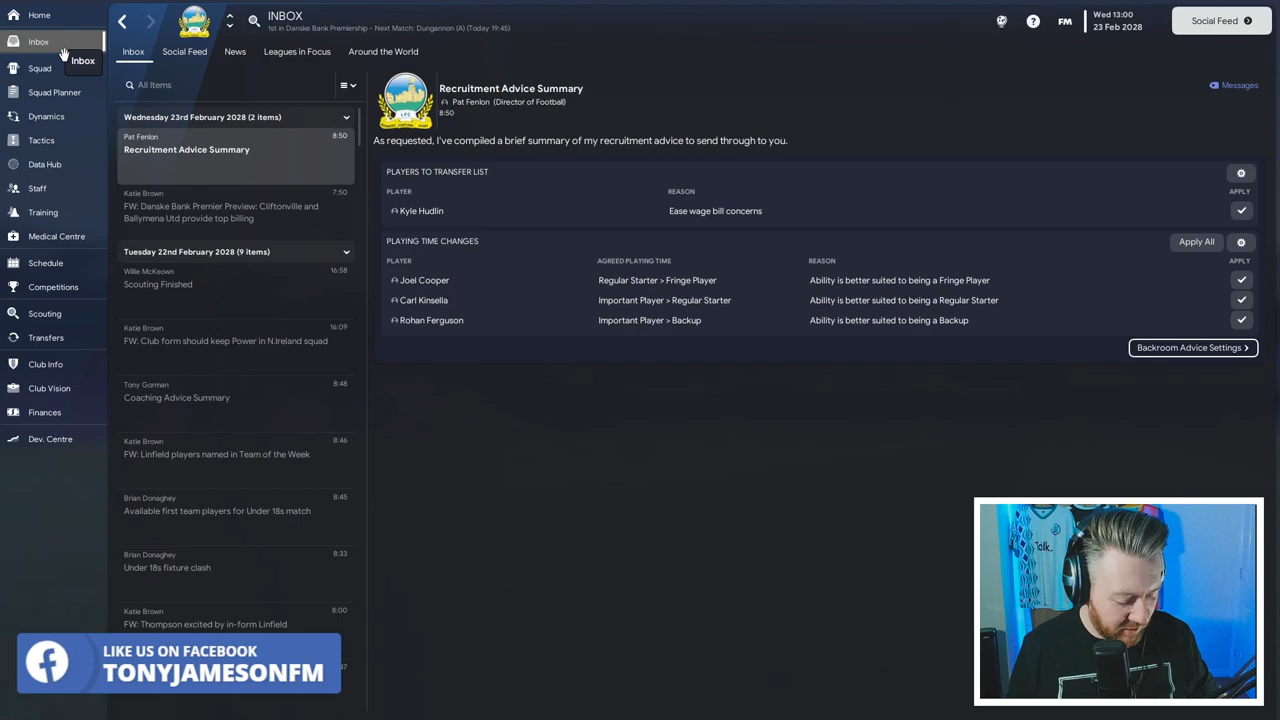 Home
Inbox
Inbox
Squad
Squad Planner
Dynamics
Tactics
Data Hub
Staff
Training
Medical Centre
Schedule
Competitions
Scouting
Transfers
Club Info
Club Vision
Finances
Dev. Centre
INBOX
1st in Danske Bank Premiership - Next Match: Dungannon (A) (Today 19:45)
FM
Wed 13:00
23 Feb 2028
Social Feed
Inbox
Social Feed
News
Leagues in Focus
Around the World
All Items
Wednesday 23rd February 2028 (2 items)
Pat Fenlon 8:50
Recruitment Advice Summary
Katie Brown 7:50
FW: Danske Bank Premier Preview: Cliftonville and
Ballymena Utd provide top billing
Tuesday 22nd February 2028 (9 items)
Willie McKeown 16:58
Scouting Finished
Katie Brown 16:09
FW: Club form should keep Power in N.Ireland squad
Tony Gorman 8:48
Coaching Advice Summary
Katie Brown 8:46
FW: Linfield players named in Team of the Week
Brian Donaghey 8:45
Available first team players for Under 18s match
Brian Donaghey 8:33
Under 18s fixture clash
Katie Brown 8:00
FW: Thompson excited by in-form Linfield
Recruitment Advice Summary
Pat Fenlon (Director of Football)
8:50
Messages
As requested, I've compiled a brief summary of my recruitment advice to send through to you.
PLAYERS TO TRANSFER LIST
PLAYER REASON APPLY
Kyle Hudlin Ease wage bill concerns
PLAYING TIME CHANGES Apply All
PLAYER AGREED PLAYING TIME REASON APPLY
Joel Cooper Regular Starter > Fringe Player Ability is better suited to being a Fringe Player
Carl Kinsella Important Player > Regular Starter Ability is better suited to being a Regular Starter
Rohan Ferguson Important Player > Backup Ability is better suited to being a Backup
Backroom Advice Settings >
LIKE US ON FACEBOOK
TONYJAMESONFM
Talk.